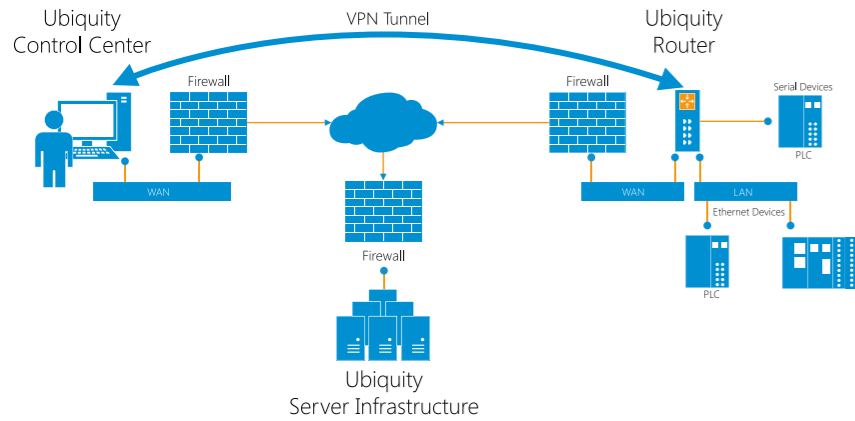 Ubiquity
Control Center
VPN Tunnel
Ubiquity
Router
Firewall
Firewall
Serial Devices
PLC
WAN
WAN
LAN
Ethernet Devices
Firewall
PLC
Ubiquity
Server Infrastructure